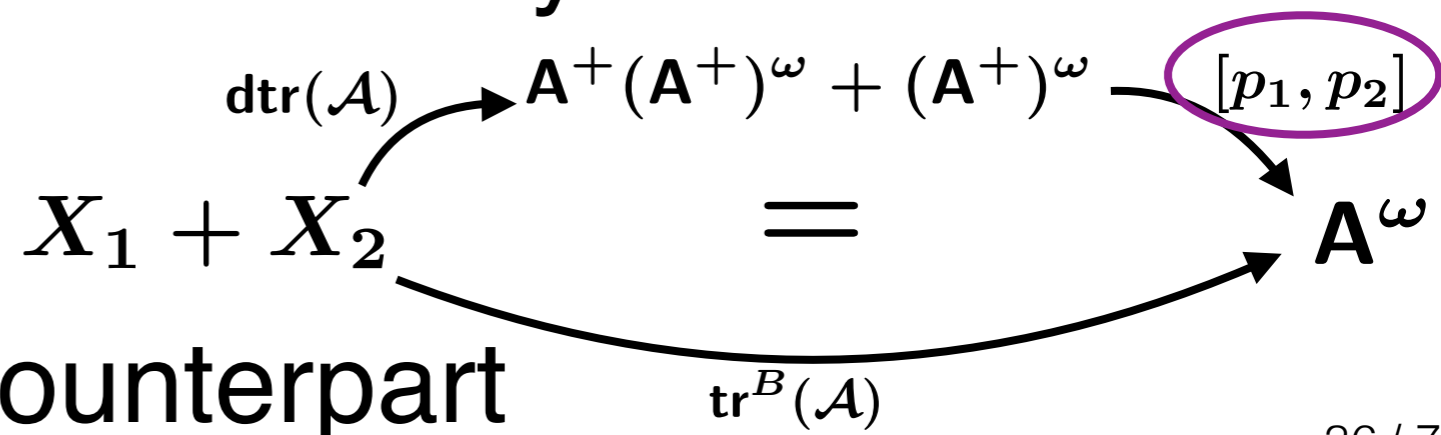 dtr(𝒜)
A⁺(A⁺)^ω + (A⁺)^ω
[p₁, p₂]
X₁ + X₂
=
A^ω
tr^B(𝒜)
ounterpart